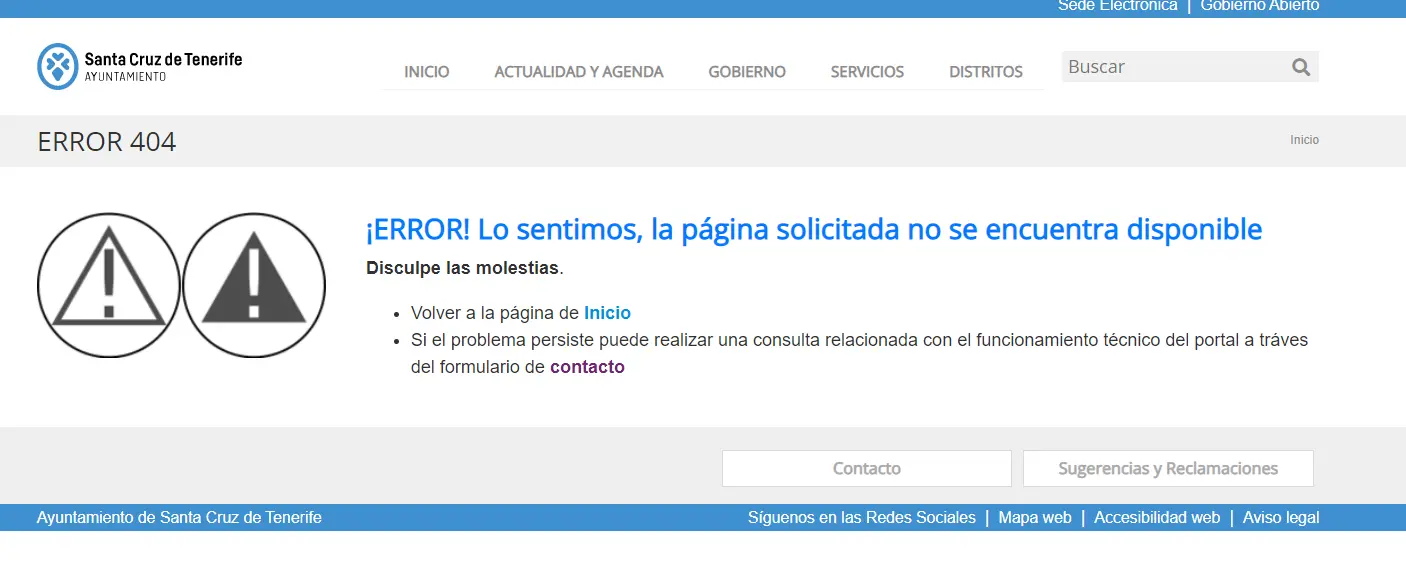 Sede Electrónica | Gobierno Abierto
Santa Cruz de Tenerife
AYUNTAMIENTO
INICIO ACTUALIDAD Y AGENDA GOBIERNO SERVICIOS DISTRITOS Buscar
ERROR 404
Inicio
¡ERROR! Lo sentimos, la página solicitada no se encuentra disponible
Disculpe las molestias.
• Volver a la página de Inicio
• Si el problema persiste puede realizar una consulta relacionada con el funcionamiento técnico del portal a tráves
del formulario de contacto
Contacto Sugerencias y Reclamaciones
Ayuntamiento de Santa Cruz de Tenerife Síguenos en las Redes Sociales | Mapa web | Accesibilidad web | Aviso legal